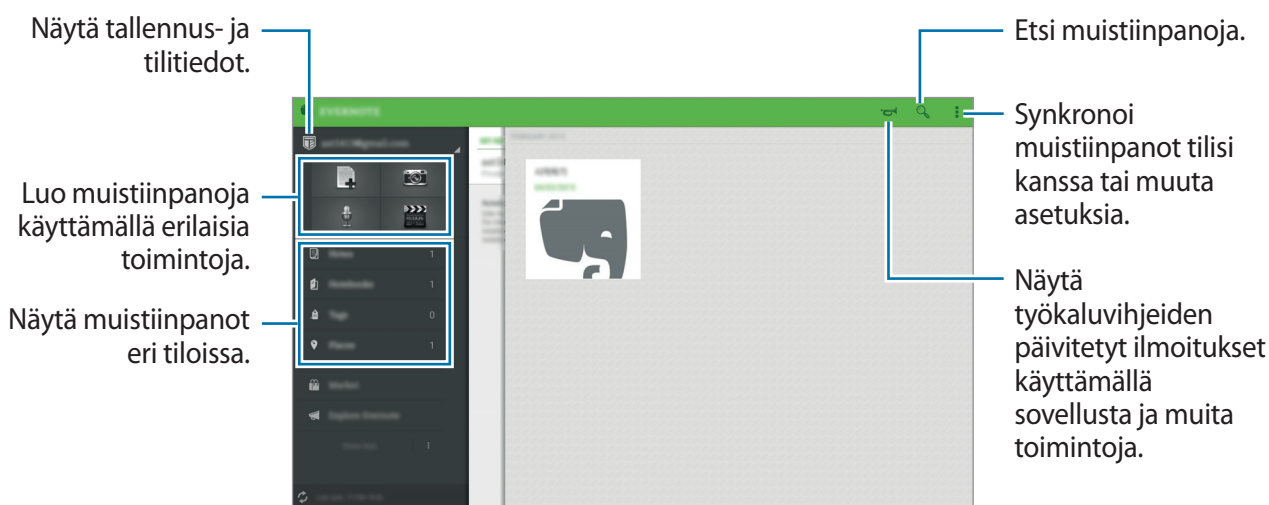 Näytä tallennus- ja
tilitiedot.
Luo muistiinpanoja
käyttämällä erilaisia
toimintoja.
Näytä muistiinpanot
eri tiloissa.
EVERNOTE
Notes 1
Notebooks 1
Tags 0
Places 1
Market
Explore Evernote
Etsi muistiinpanoja.
Synkronoi
muistiinpanot tilisi
kanssa tai muuta
asetuksia.
Näytä
työkaluvihjeiden
päivitetyt ilmoitukset
käyttämällä
sovellusta ja muita
toimintoja.